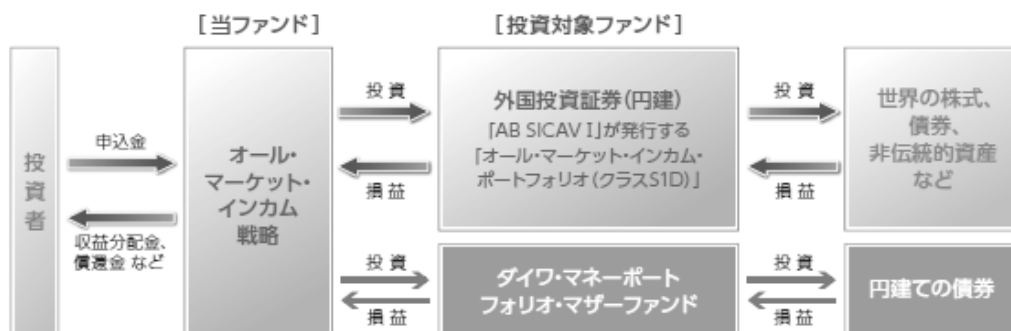 [当ファンド]
[投資対象ファンド]
投資者
申込金
収益分配金、
償還金 など
オール・
マーケット・
インカム
戦略
投資
損益
外国投資証券(円建)
「AB SICAV I」が発行する
「オール・マーケット・インカム・
ポートフォリオ(クラスS1D)」
投資
損益
世界の株式、
債券、
非伝統的資産
など
投資
損益
ダイワ・マネーポート
フォリオ・マザーファンド
投資
損益
円建ての債券